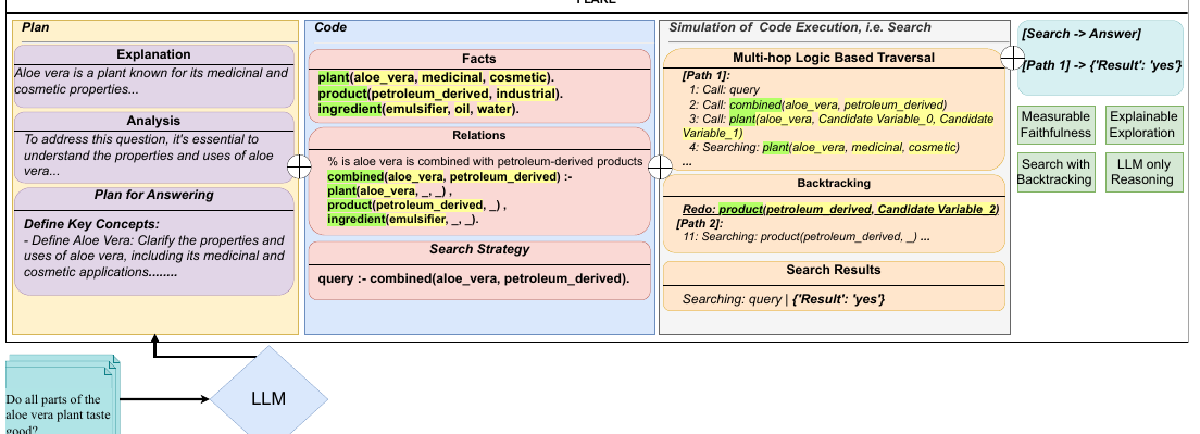 Plan
Explanation
Aloe vera is a plant known for its medicinal and
cosmetic properties...
Analysis
To address this question, it's essential to
understand the properties and uses of aloe
vera...
Plan for Answering
Define Key Concepts:
- Define Aloe Vera: Clarify the properties and
uses of aloe vera, including its medicinal and
cosmetic applications........
Code
Facts
plant(aloe_vera, medicinal, cosmetic).
product(petroleum_derived, industrial).
ingredient(emulsifier, oil, water).
Relations
% is aloe vera is combined with petroleum-derived products
combined(aloe_vera, petroleum_derived) :-
plant(aloe_vera, _, _) ,
product(petroleum_derived, _) ,
ingredient(emulsifier, _, _).
Search Strategy
query :- combined(aloe_vera, petroleum_derived).
Simulation of Code Execution, i.e. Search
Multi-hop Logic Based Traversal
[Path 1]:
1: Call: query
2: Call: combined(aloe_vera, petroleum_derived)
3: Call: plant(aloe_vera, Candidate Variable_0, Candidate
Variable_1)
4: Searching: plant(aloe_vera, medicinal, cosmetic)
...
Backtracking
Redo: product(petroleum_derived, Candidate Variable_2)
[Path 2]:
11: Searching: product(petroleum_derived, _) ...
Search Results
Searching: query | {'Result': 'yes'}
[Search -> Answer]
[Path 1] -> {'Result': 'yes'}
Measurable
Faithfulness
Explainable
Exploration
Search with
Backtracking
LLM only
Reasoning
Do all parts of the
aloe vera plant taste
good?
LLM